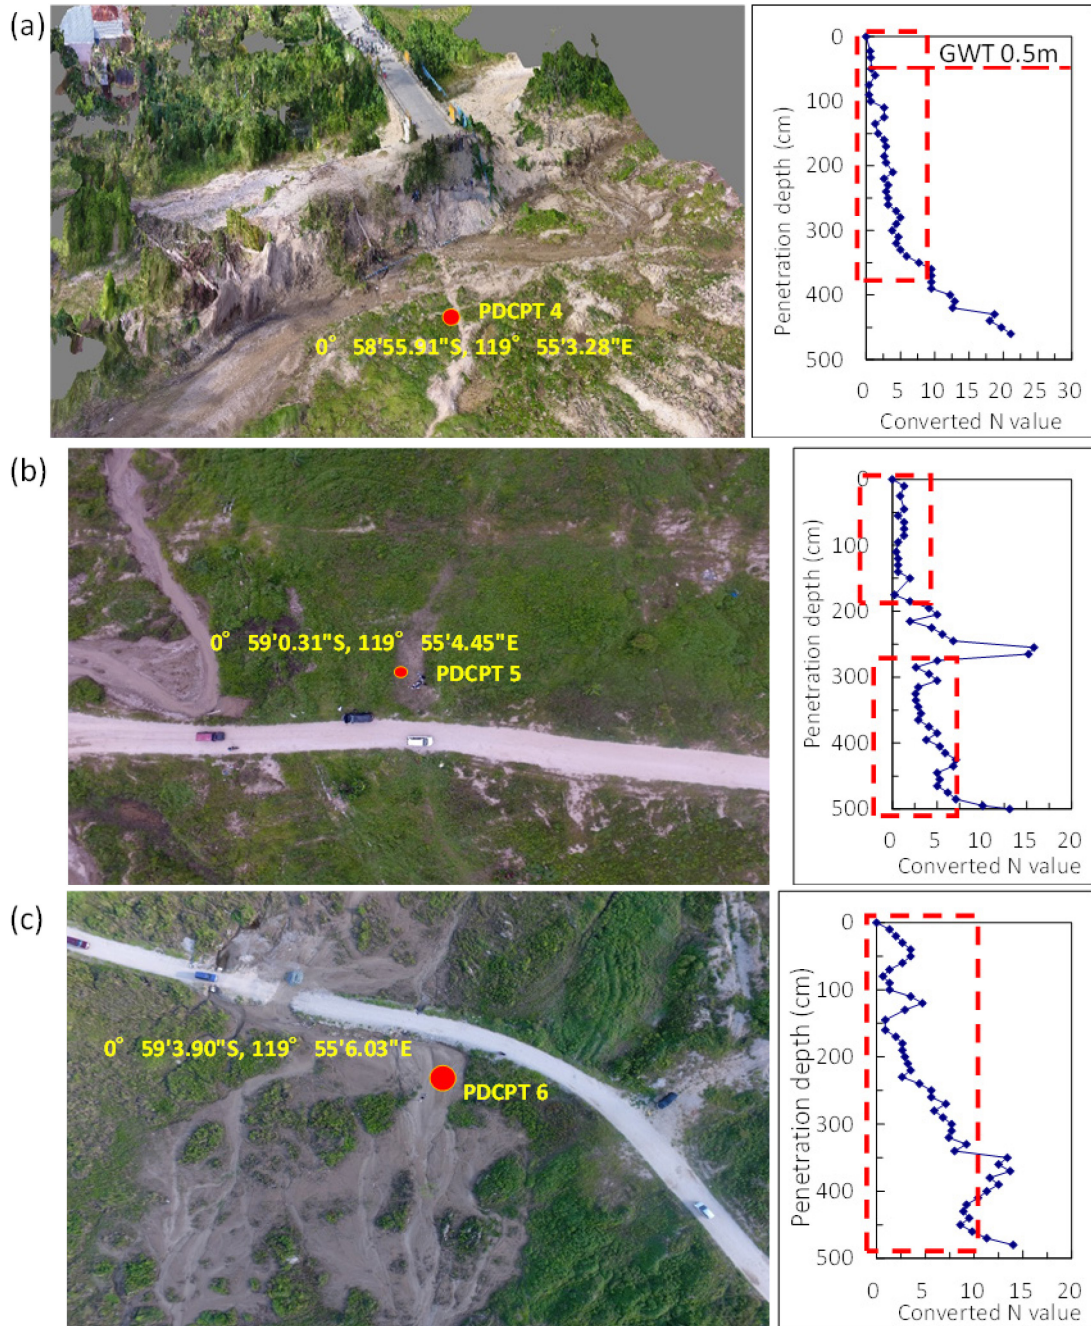 (a)
PDCPT 4
0° 58'55.91"S, 119° 55'3.28"E
Penetration depth (cm)
0
100
200
300
400
500
GWT 0.5m
0 5 10 15 20 25 30
Converted N value
(b)
0° 59'0.31"S, 119° 55'4.45"E
PDCPT 5
Penetration depth (cm)
0
100
200
300
400
500
0 5 10 15 20
Converted N value
(c)
0° 59'3.90"S, 119° 55'6.03"E
PDCPT 6
Penetration depth (cm)
0
100
200
300
400
500
0 5 10 15 20
Converted N value